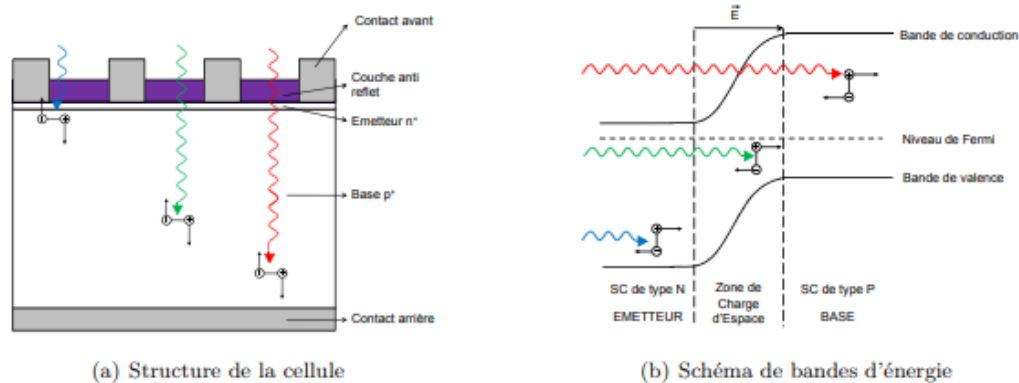 Contact avant
Couche anti
reflet
Emetteur n⁺
Base p⁺
Contact arrière
(a) Structure de la cellule
E
Bande de conduction
Niveau de Fermi
Bande de valence
SC de type N
EMETTEUR
Zone de
Charge
d'Espace
SC de type P
BASE
(b) Schéma de bandes d'énergie